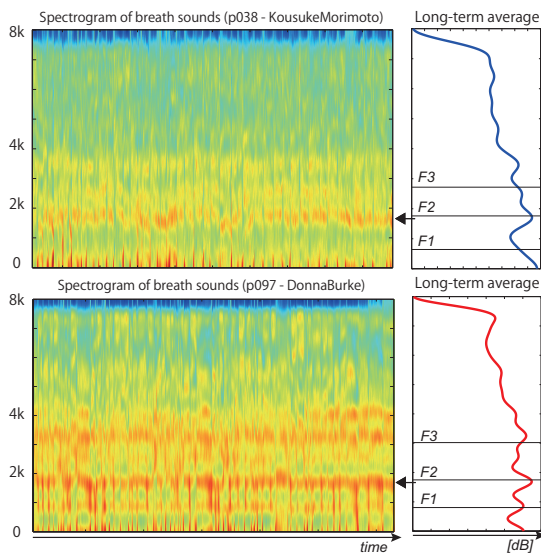 Spectrogram of breath sounds (p038 - KousukeMorimoto)
Long-term average
8k
4k
2k
0
F3
F2
F1
Spectrogram of breath sounds (p097 - DonnaBurke)
Long-term average
8k
4k
2k
0
F3
F2
F1
time
[dB]